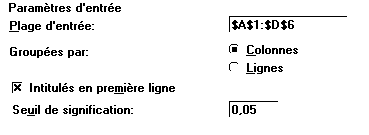 Paramètres d'entrée
Plage d'entrée: $A$1:$D$6
Groupées par: Colonnes
Lignes
Intitulés en première ligne
Seuil de signification: 0,05